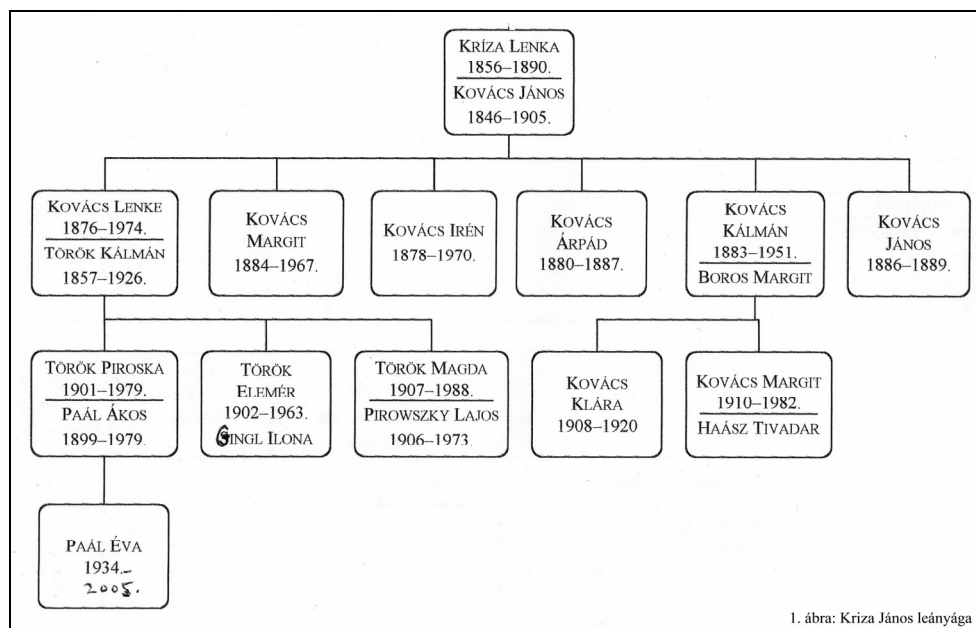 KRÍZA LENKA
1856–1890.
KOVÁCS JÁNOS
1846–1905.
KOVÁCS LENKE
1876–1974.
TÖRÖK KÁLMÁN
1857–1926.
KOVÁCS
MARGIT
1884–1967.
KOVÁCS IRÉN
1878–1970.
KOVÁCS
ÁRPÁD
1880–1887.
KOVÁCS
KÁLMÁN
1883–1951.
BOROS MARGIT
KOVÁCS
JÁNOS
1886–1889.
TÖRÖK PIROSKA
1901–1979.
PAÁL ÁKOS
1899–1979.
TÖRÖK
ELEMÉR
1902–1963.
GINGL ILONA
TÖRÖK MAGDA
1907–1988.
PIROWSZKY LAJOS
1906–1973.
KOVÁCS
KLÁRA
1908–1920
KOVÁCS MARGIT
1910–1982.
HAÁSZ TIVADAR
PAÁL ÉVA
1934.–
2005.
1. ábra: Kriza János leányága